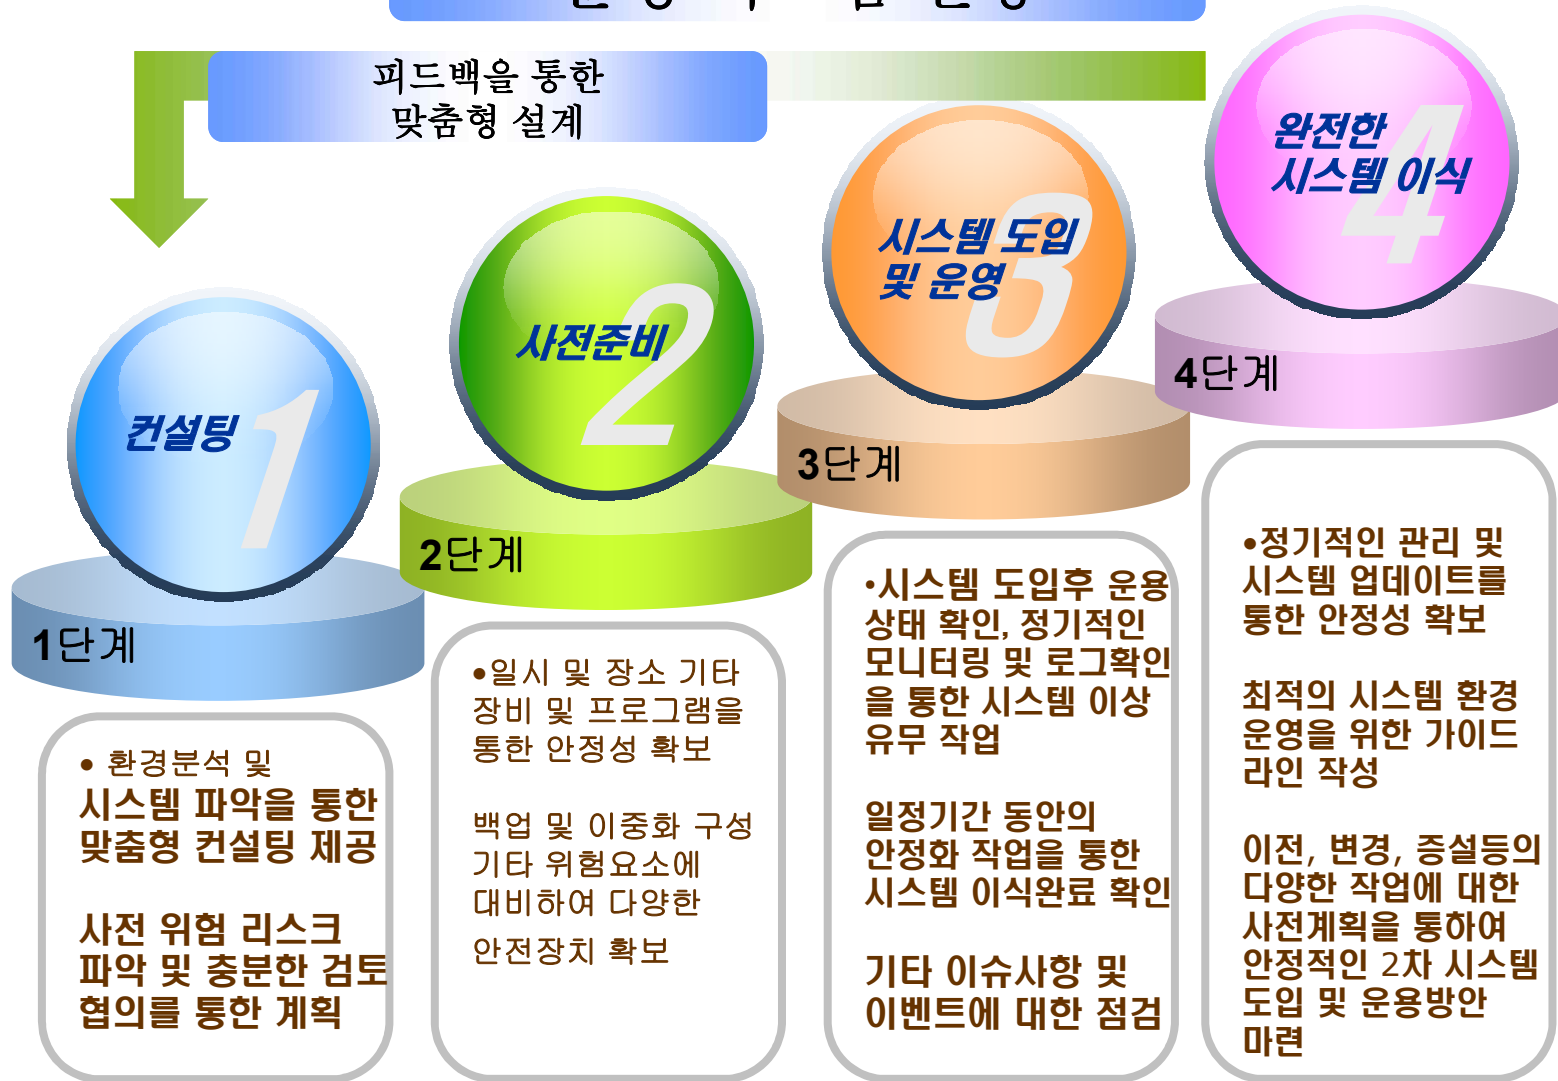 피드백을 통한
맞춤형 설계
컨설팅
1
1단계
• 환경분석 및
시스템 파악을 통한
맞춤형 컨설팅 제공
사전 위험 리스크
파악 및 충분한 검토
협의를 통한 계획
사전준비
2
2단계
•일시 및 장소 기타
장비 및 프로그램을
통한 안정성 확보
백업 및 이중화 구성
기타 위험요소에
대비하여 다양한
안전장치 확보
시스템 도입
및 운영
3
3단계
•시스템 도입후 운용
상태 확인, 정기적인
모니터링 및 로그확인
을 통한 시스템 이상
유무 작업
일정기간 동안의
안정화 작업을 통한
시스템 이식완료 확인
기타 이슈사항 및
이벤트에 대한 점검
완전한
시스템 이식
4
4단계
•정기적인 관리 및
시스템 업데이트를
통한 안정성 확보
최적의 시스템 환경
운영을 위한 가이드
라인 작성
이전, 변경, 증설등의
다양한 작업에 대한
사전계획을 통하여
안정적인 2차 시스템
도입 및 운용방안
마련